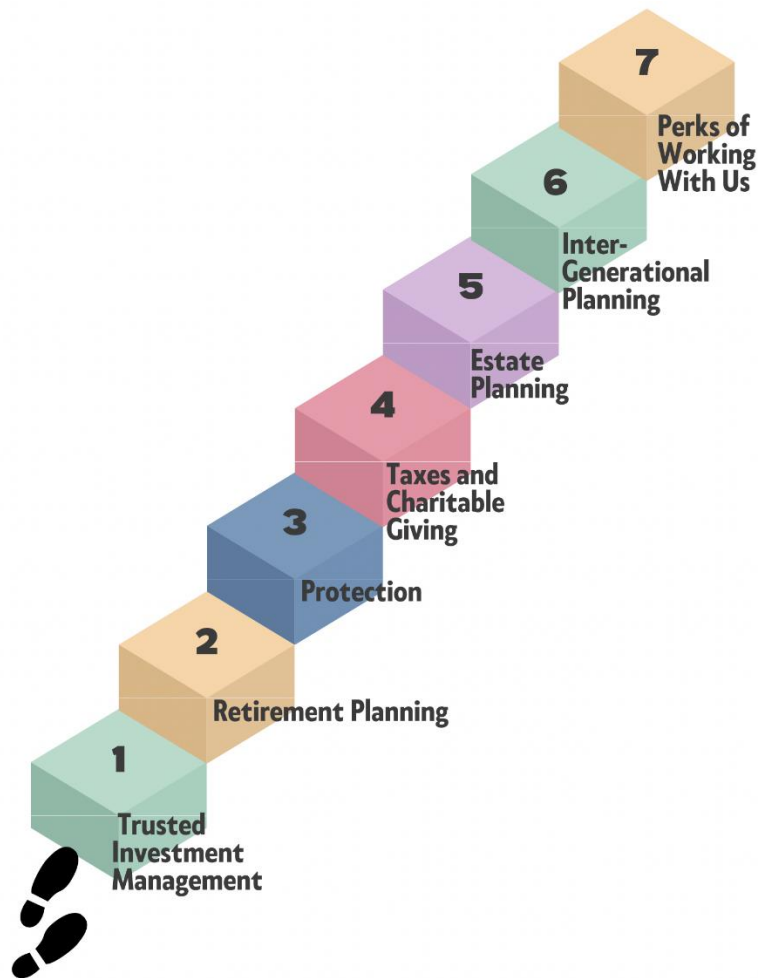 7
Perks of
Working
With Us
6
Inter-
Generational
Planning
5
Estate
Planning
4
Taxes and
Charitable
Giving
3
Protection
2
Retirement Planning
1
Trusted
Investment
Management